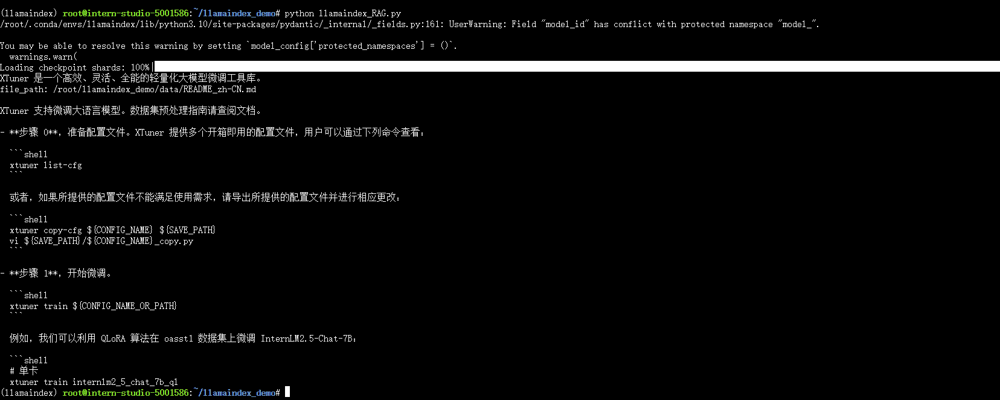 (llamaindex) root@intern-studio-5001586:~/llamaindex_demo# python llamaindex_RAG.py
/root/.conda/envs/llamaindex/lib/python3.10/site-packages/pydantic/_internal/_fields.py:161: UserWarning: Field "model_id" has conflict with protected namespace "model_".
You may be able to resolve this warning by setting `model_config['protected_namespaces'] = ()`.
  warnings.warn(
Loading checkpoint shards: 100%|
XTuner 是一个高效、灵活、全能的轻量化大模型微调工具库。
file_path: /root/llamaindex_demo/data/README_zh-CN.md
XTuner 支持微调大语言模型。数据集预处理指南请查阅文档。
- **步骤 0**，准备配置文件。XTuner 提供多个开箱即用的配置文件，用户可以通过下列命令查看：
  ```shell
  xtuner list-cfg
  ```
  或者，如果所提供的配置文件不能满足使用需求，请导出所提供的配置文件并进行相应更改：
  ```shell
  xtuner copy-cfg ${CONFIG_NAME} ${SAVE_PATH}
  vi ${SAVE_PATH}/${CONFIG_NAME}_copy.py
  ```
- **步骤 1**，开始微调。
  ```shell
  xtuner train ${CONFIG_NAME_OR_PATH}
  ```
  例如，我们可以利用 QLoRA 算法在 oasst1 数据集上微调 InternLM2.5-Chat-7B：
  ```shell
  # 单卡
  xtuner train internlm2_5_chat_7b_ql
(llamaindex) root@intern-studio-5001586:~/llamaindex_demo#